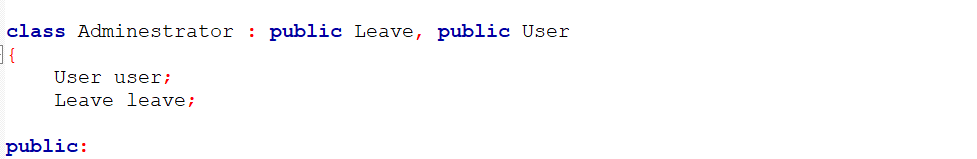 class Adminestrator : public Leave, public User
{
    User user;
    Leave leave;
public: